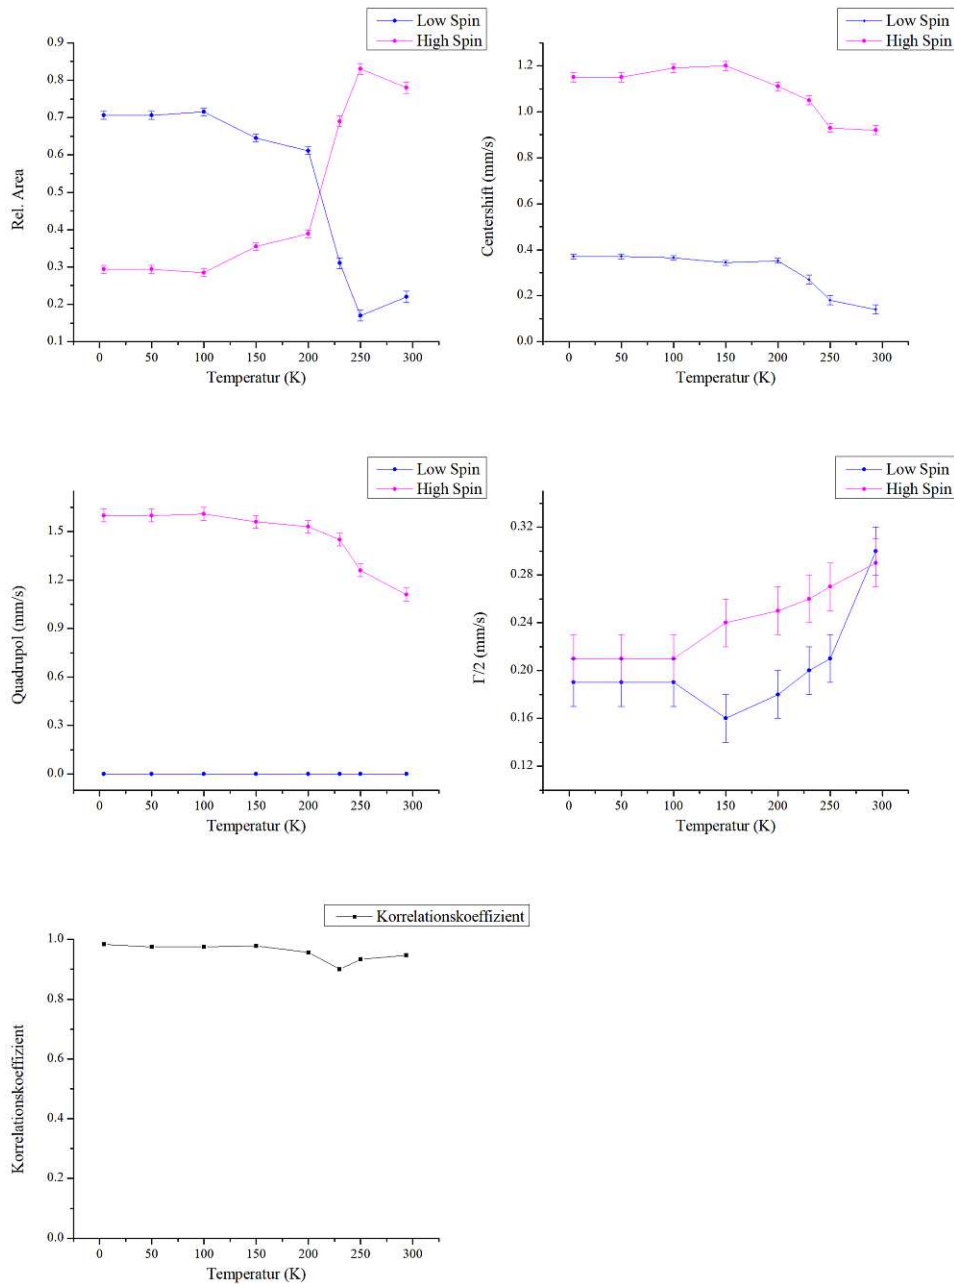 Low Spin
High Spin
0.9
0.8
0.7
0.6
0.5
0.4
0.3
0.2
0.1
Rel. Area
0 50 100 150 200 250 300
Temperatur (K)
Low Spin
High Spin
1.2
1.0
0.8
0.6
0.4
0.2
0.0
Centershift (mm/s)
0 50 100 150 200 250 300
Temperatur (K)
Low Spin
High Spin
1.5
1.2
0.9
0.6
0.3
0.0
Quadrupol (mm/s)
0 50 100 150 200 250 300
Temperatur (K)
Low Spin
High Spin
0.32
0.28
0.24
0.20
0.16
0.12
Γ/2 (mm/s)
0 50 100 150 200 250 300
Temperatur (K)
Korrelationskoeffizient
1.0
0.8
0.6
0.4
0.2
0.0
Korrelationskoeffizient
0 50 100 150 200 250 300
Temperatur (K)